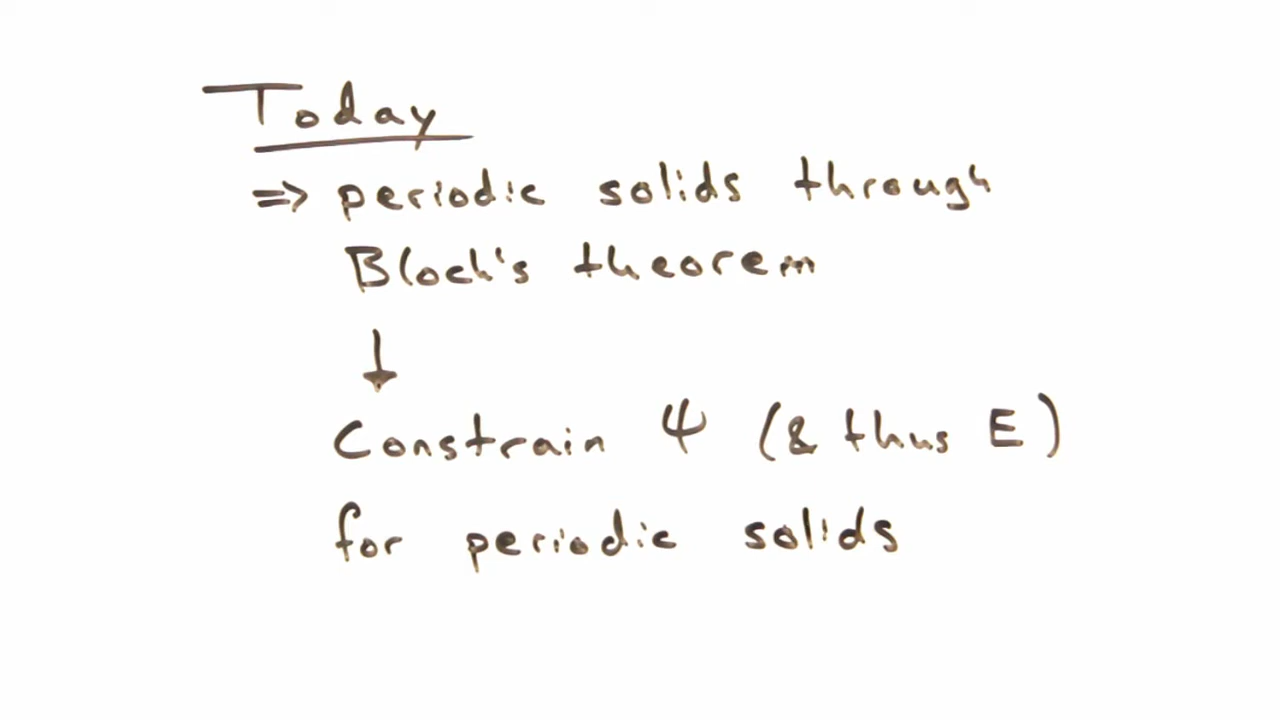 Today
⇒ periodic solids through
Bloch's theorem
↓
Constrain Ψ (& thus E)
for periodic solids